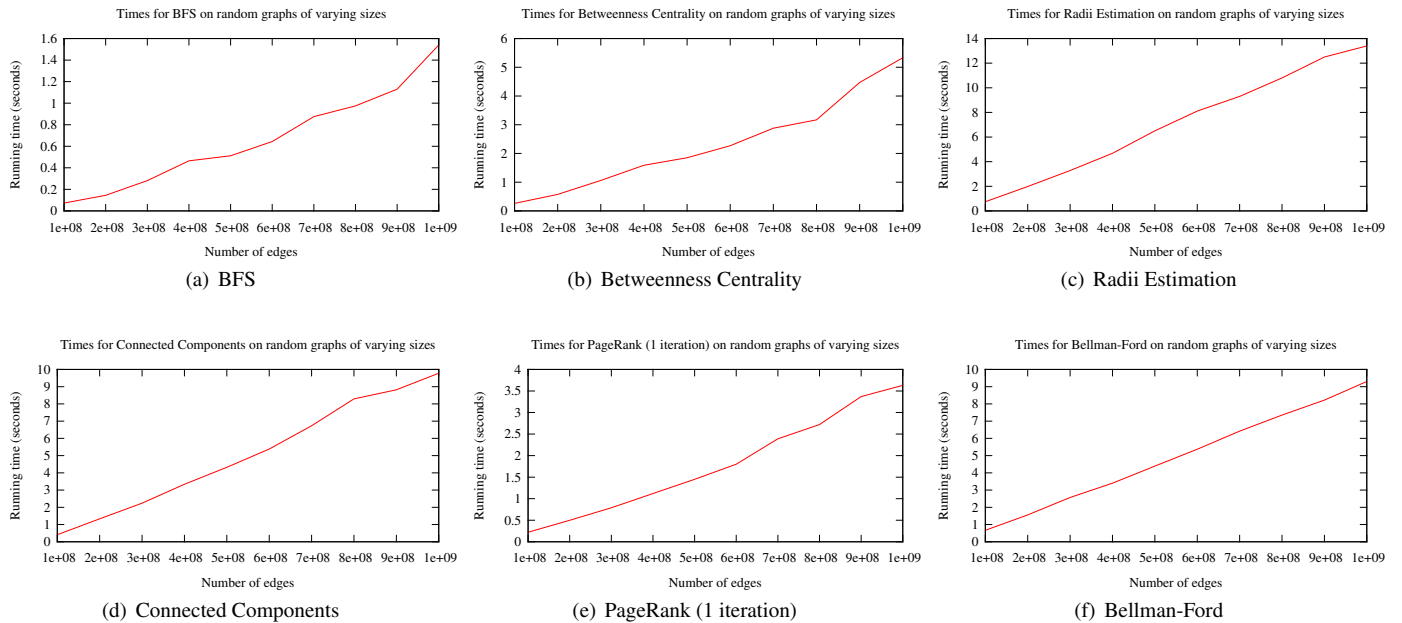 Times for BFS on random graphs of varying sizes
Running time (seconds)
1.6
1.4
1.2
1
0.8
0.6
0.4
0.2
0
1e+08 2e+08 3e+08 4e+08 5e+08 6e+08 7e+08 8e+08 9e+08 1e+09
Number of edges
(a) BFS
Times for Betweenness Centrality on random graphs of varying sizes
Running time (seconds)
6
5
4
3
2
1
0
1e+08 2e+08 3e+08 4e+08 5e+08 6e+08 7e+08 8e+08 9e+08 1e+09
Number of edges
(b) Betweenness Centrality
Times for Radii Estimation on random graphs of varying sizes
Running time (seconds)
14
12
10
8
6
4
2
0
1e+08 2e+08 3e+08 4e+08 5e+08 6e+08 7e+08 8e+08 9e+08 1e+09
Number of edges
(c) Radii Estimation
Times for Connected Components on random graphs of varying sizes
Running time (seconds)
10
9
8
7
6
5
4
3
2
1
0
1e+08 2e+08 3e+08 4e+08 5e+08 6e+08 7e+08 8e+08 9e+08 1e+09
Number of edges
(d) Connected Components
Times for PageRank (1 iteration) on random graphs of varying sizes
Running time (seconds)
4
3.5
3
2.5
2
1.5
1
0.5
0
1e+08 2e+08 3e+08 4e+08 5e+08 6e+08 7e+08 8e+08 9e+08 1e+09
Number of edges
(e) PageRank (1 iteration)
Times for Bellman-Ford on random graphs of varying sizes
Running time (seconds)
10
9
8
7
6
5
4
3
2
1
0
1e+08 2e+08 3e+08 4e+08 5e+08 6e+08 7e+08 8e+08 9e+08 1e+09
Number of edges
(f) Bellman-Ford